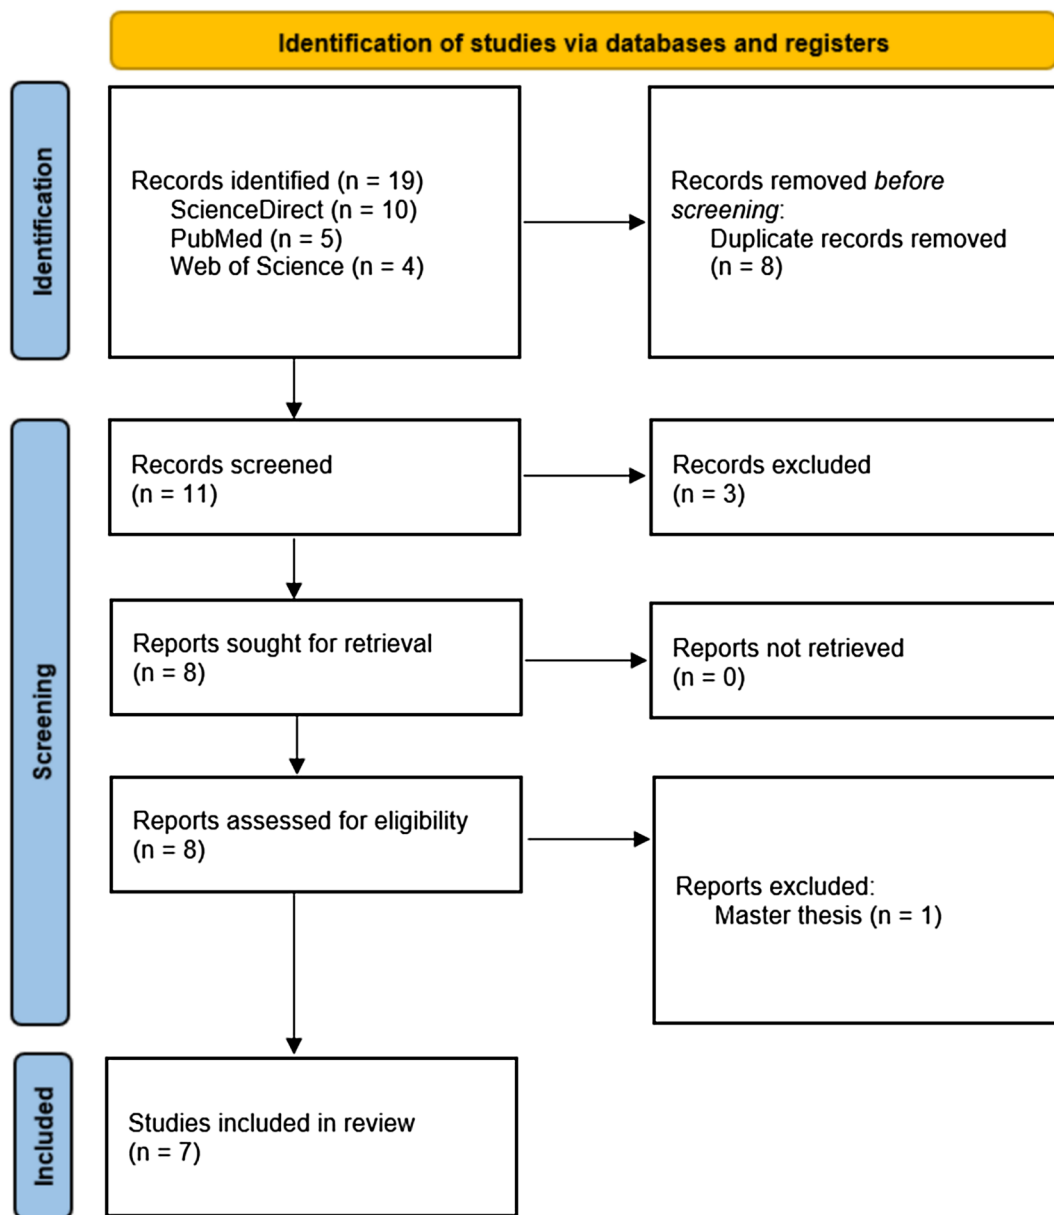 Identification of studies via databases and registers
Identification
Records identified (n = 19)
ScienceDirect (n = 10)
PubMed (n = 5)
Web of Science (n = 4)
Records removed before
screening:
Duplicate records removed
(n = 8)
Screening
Records screened
(n = 11)
Records excluded
(n = 3)
Reports sought for retrieval
(n = 8)
Reports not retrieved
(n = 0)
Reports assessed for eligibility
(n = 8)
Reports excluded:
Master thesis (n = 1)
Included
Studies included in review
(n = 7)